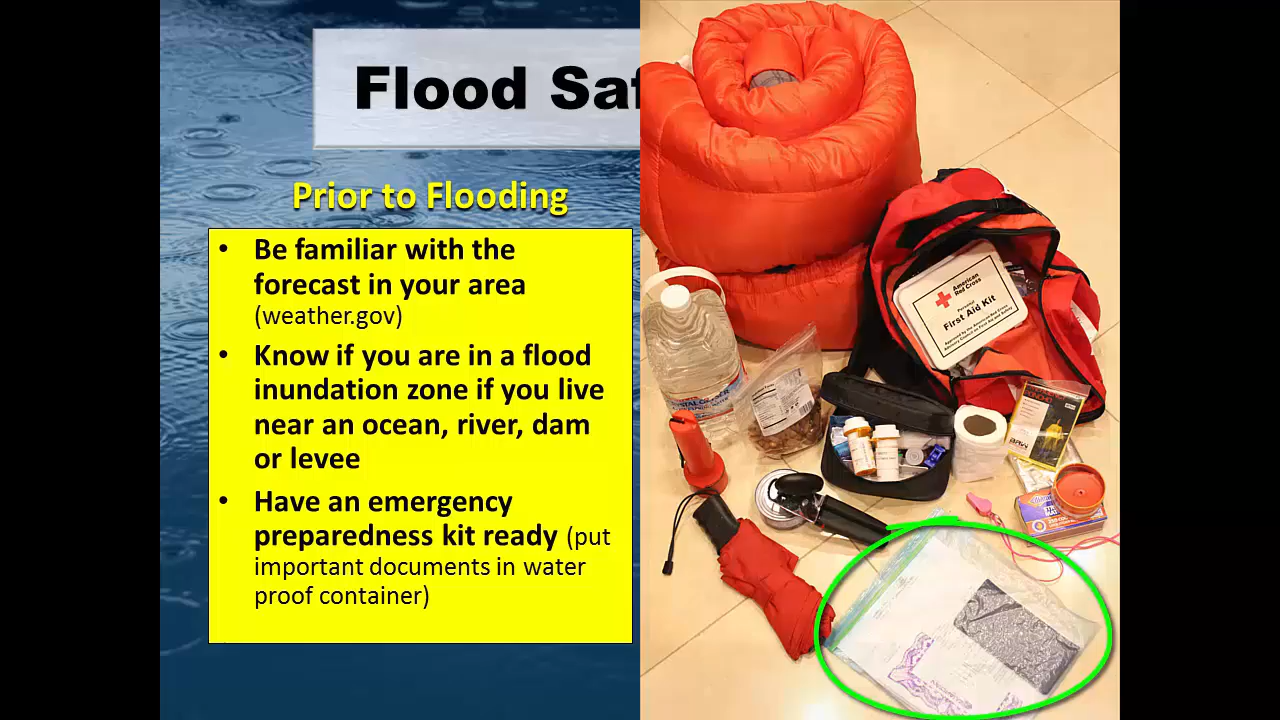 Flood Saf
Prior to Flooding
• Be familiar with the
forecast in your area
(weather.gov)
• Know if you are in a flood
inundation zone if you live
near an ocean, river, dam
or levee
• Have an emergency
preparedness kit ready (put
important documents in water
proof container)
American
Red Cross
Personal
First Aid Kit
PONCHO